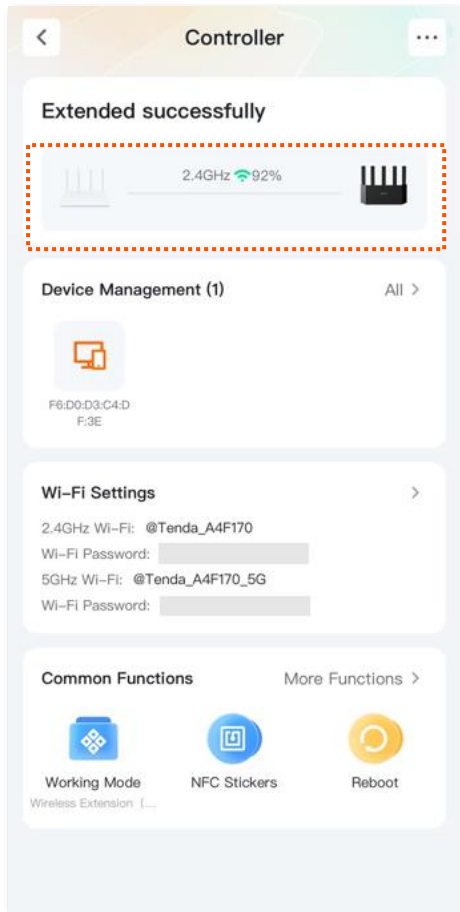 Controller
Extended successfully
2.4GHz 92%
Device Management (1) All >
F6:D0:D3:C4:D
F:3E
Wi-Fi Settings >
2.4GHz Wi-Fi: @Tenda_A4F170
Wi-Fi Password:
5GHz Wi-Fi: @Tenda_A4F170_5G
Wi-Fi Password:
Common Functions More Functions >
Working Mode NFC Stickers Reboot
Wireless Extension (...